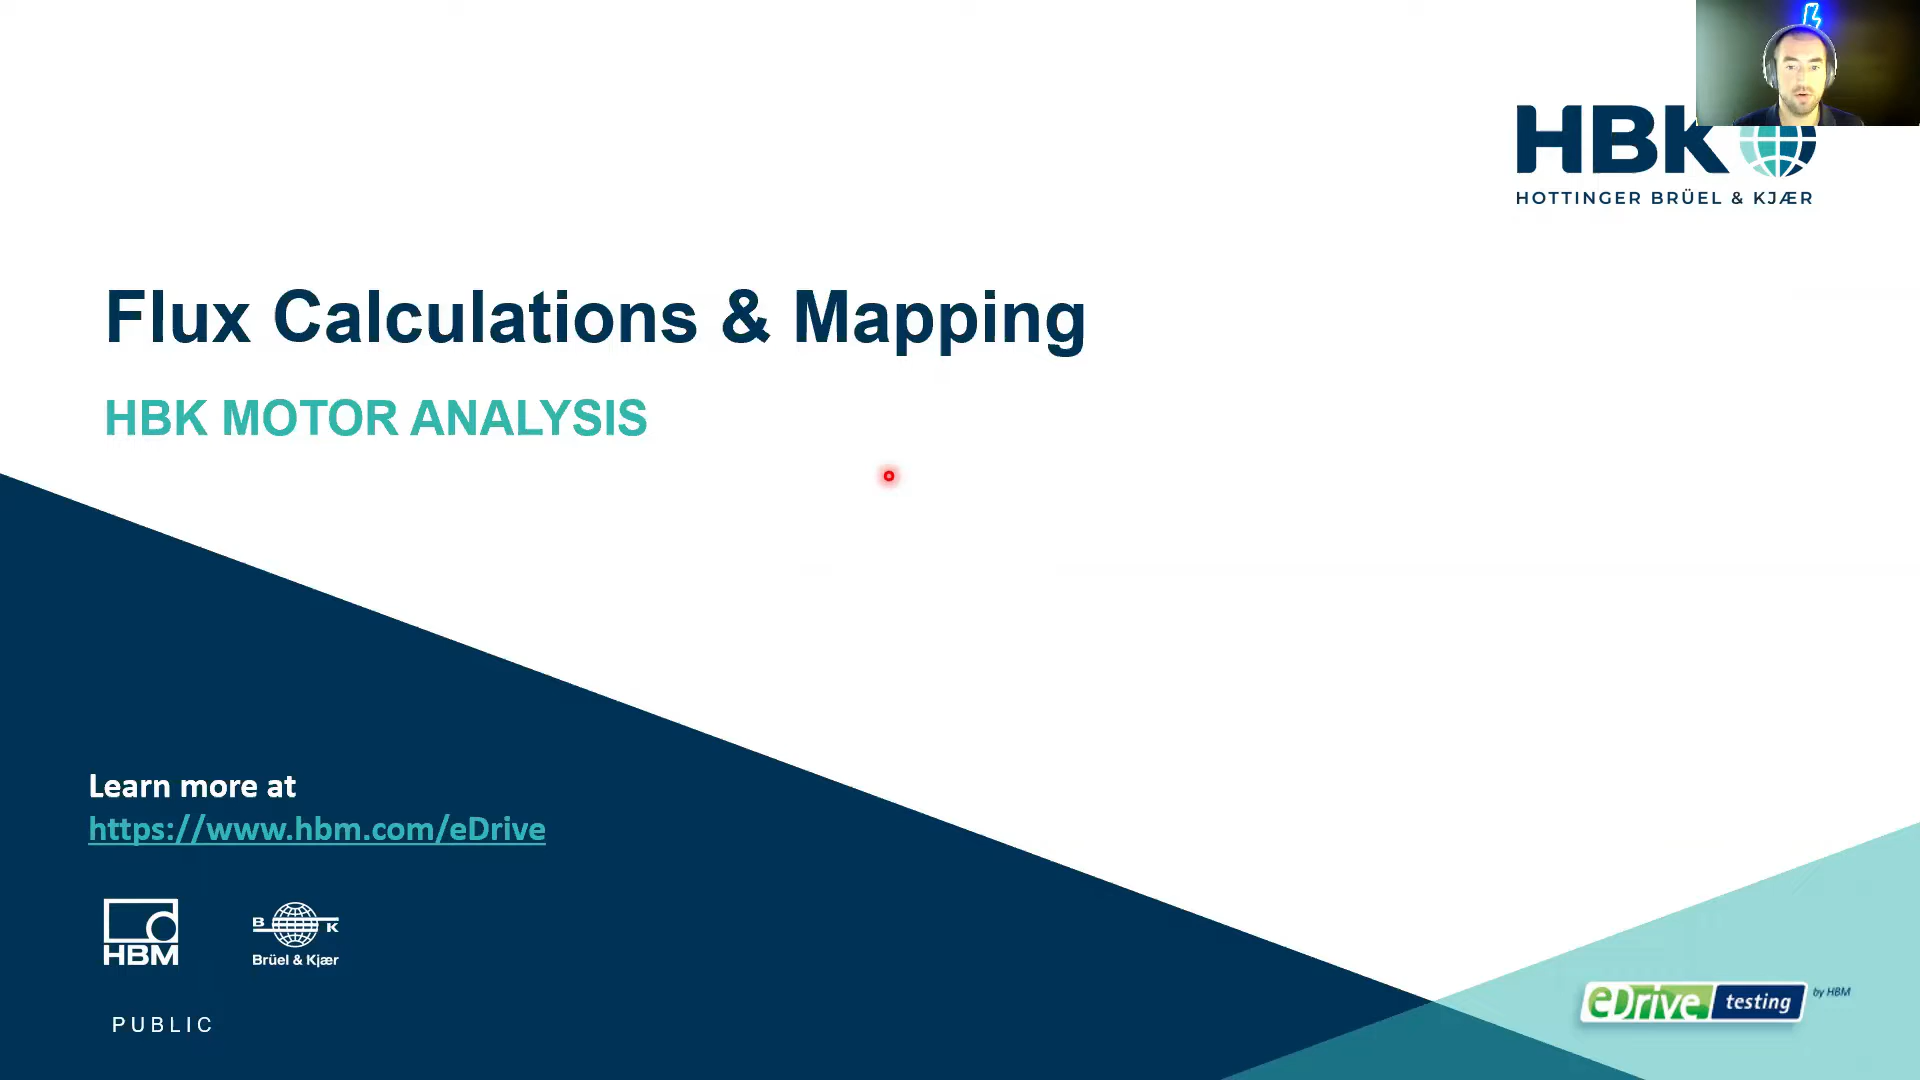 HBK
HOTTINGER BRÜEL & KJÆR
Flux Calculations & Mapping
HBK MOTOR ANALYSIS
Learn more at
https://www.hbm.com/eDrive
HBM
B K
Brüel & Kjær
PUBLIC
eDrive testing by HBM